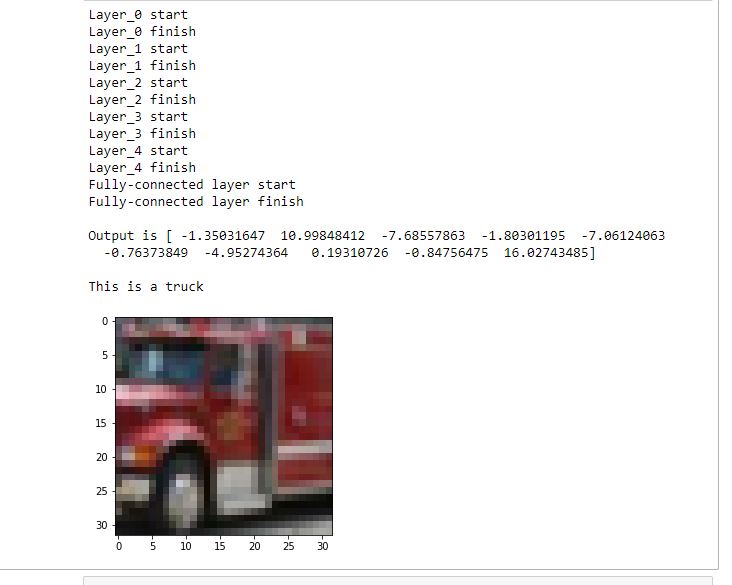 Layer_0 start
Layer_0 finish
Layer_1 start
Layer_1 finish
Layer_2 start
Layer_2 finish
Layer_3 start
Layer_3 finish
Layer_4 start
Layer_4 finish
Fully-connected layer start
Fully-connected layer finish
Output is [ -1.35031647 10.99848412 -7.68557863 -1.80301195 -7.06124063
-0.76373849 -4.95274364 0.19310726 -0.84756475 16.02743485]
This is a truck
0
5
10
15
20
25
30
0 5 10 15 20 25 30